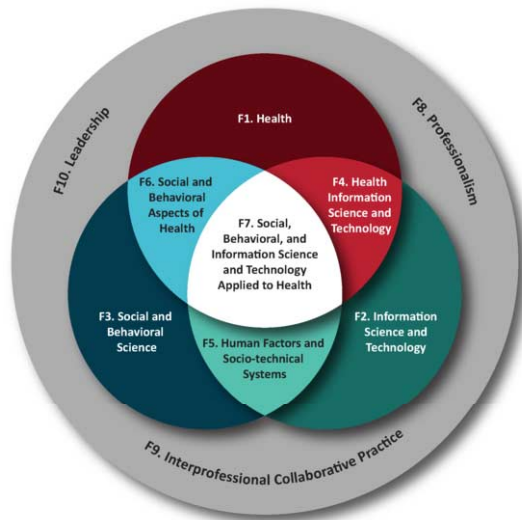 F1. Health
F10. Leadership
F8. Professionalism
F6. Social and
Behavioral
Aspects of
Health
F4. Health
Information
Science and
Technology
F7. Social,
Behavioral, and
Information Science
and Technology
Applied to Health
F3. Social and
Behavioral
Science
F2. Information
Science and
Technology
F5. Human Factors and
Socio-technical
Systems
F9. Interprofessional Collaborative Practice